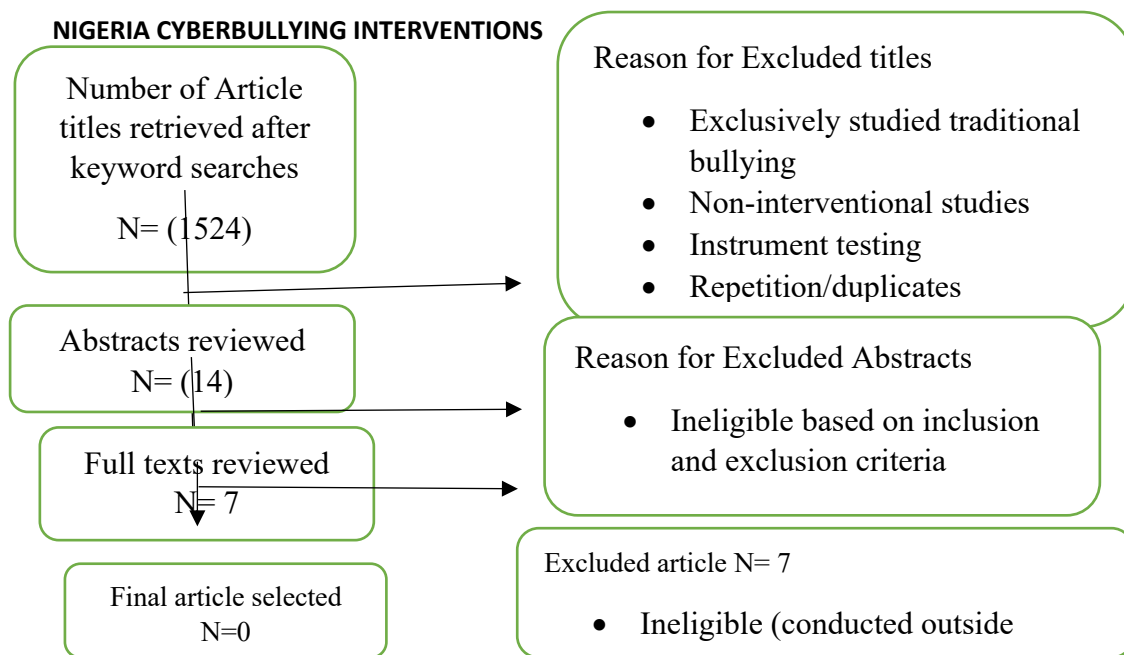 NIGERIA CYBERBULLYING INTERVENTIONS
Number of Article
titles retrieved after
keyword searches
N= (1524)
Reason for Excluded titles
• Exclusively studied traditional
bullying
• Non-interventional studies
• Instrument testing
• Repetition/duplicates
Abstracts reviewed
N= (14)
Reason for Excluded Abstracts
• Ineligible based on inclusion
and exclusion criteria
Full texts reviewed
N= 7
Excluded article N= 7
• Ineligible (conducted outside
Final article selected
N=0